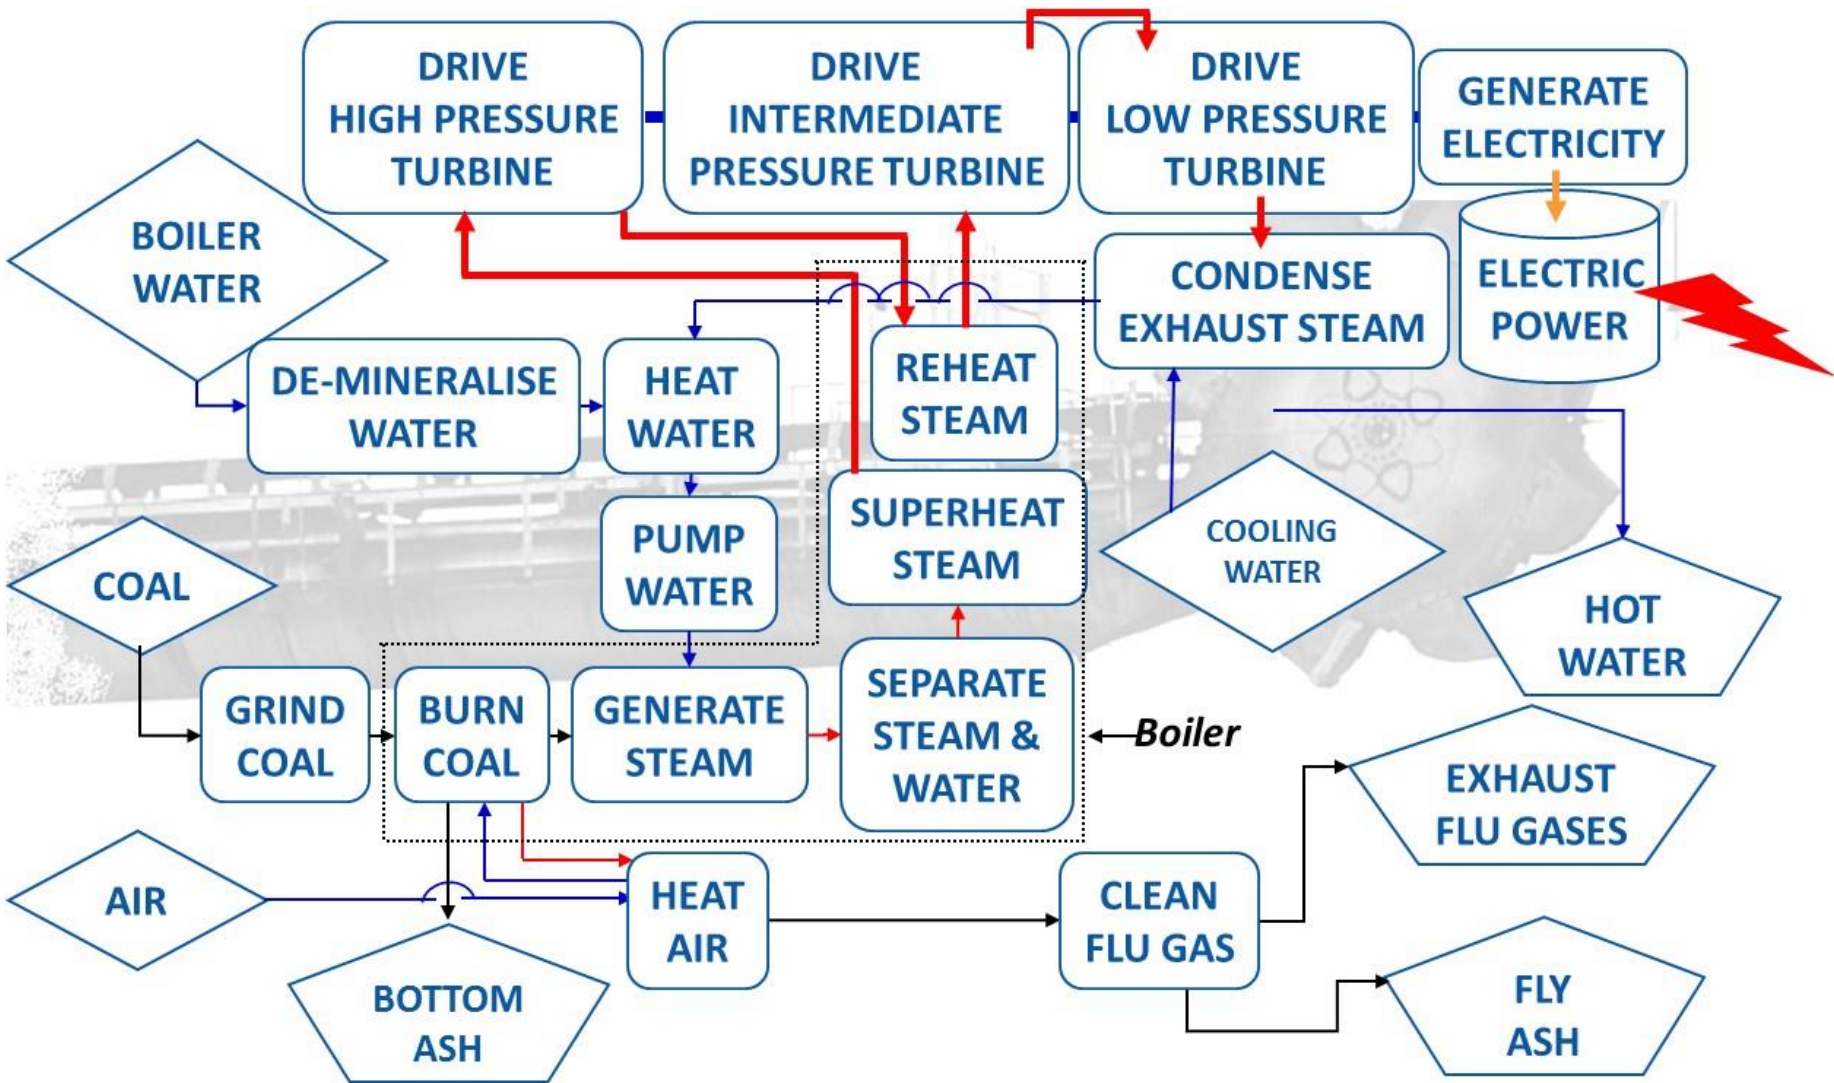 DRIVE
HIGH PRESSURE
TURBINE
DRIVE
INTERMEDIATE
PRESSURE TURBINE
DRIVE
LOW PRESSURE
TURBINE
GENERATE
ELECTRICITY
BOILER
WATER
CONDENSE
EXHAUST STEAM
ELECTRIC
POWER
DE-MINERALISE
WATER
HEAT
WATER
REHEAT
STEAM
PUMP
WATER
SUPERHEAT
STEAM
COOLING
WATER
COAL
HOT
WATER
GRIND
COAL
BURN
COAL
GENERATE
STEAM
SEPARATE
STEAM &
WATER
Boiler
EXHAUST
FLU GASES
AIR
HEAT
AIR
CLEAN
FLU GAS
BOTTOM
ASH
FLY
ASH